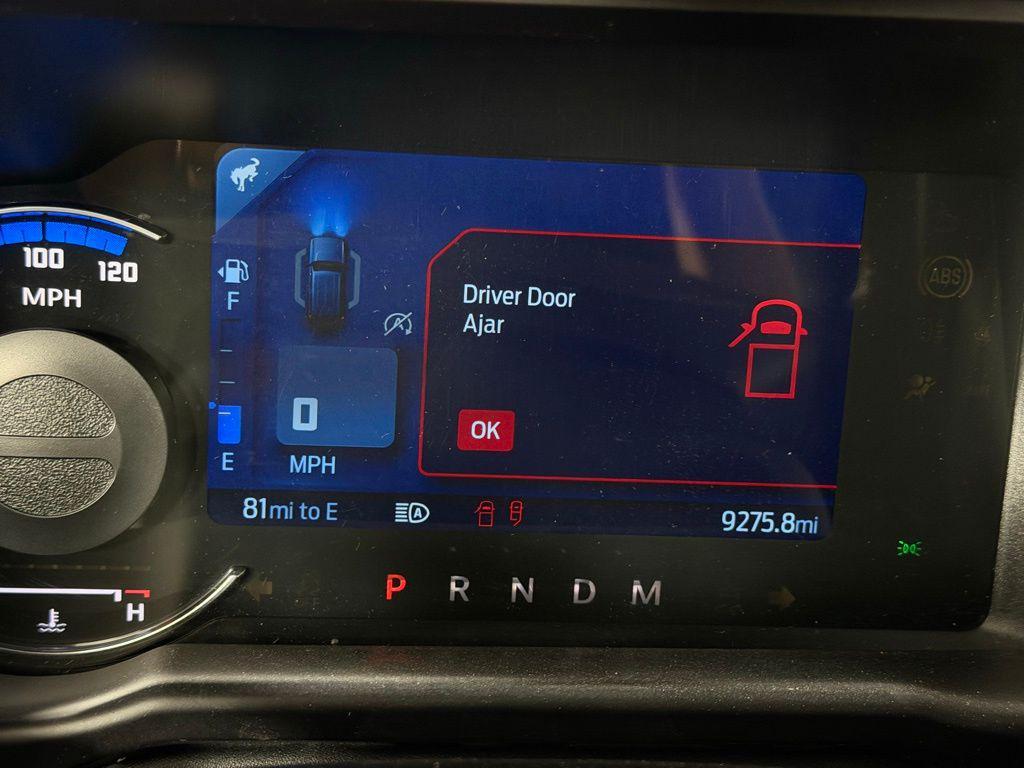 100
120
MPH
F
Driver Door
Ajar
0
OK
E
MPH
81mi to E
A
9275.8mi
ABS
H
P R N D M